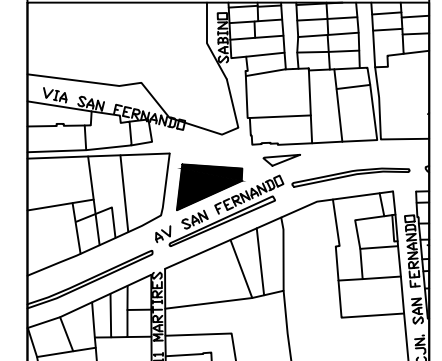 SABINO
VIA SAN FERNANDO
AV SAN FERNANDO
MARTIRES
CJN. SAN FERNANDO